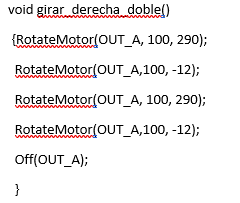 void girar_derecha_doble()
{RotateMotor(OUT_A, 100, 290);
RotateMotor(OUT_A,100, -12);
RotateMotor(OUT_A, 100, 290);
RotateMotor(OUT_A,100, -12);
Off(OUT_A);
}